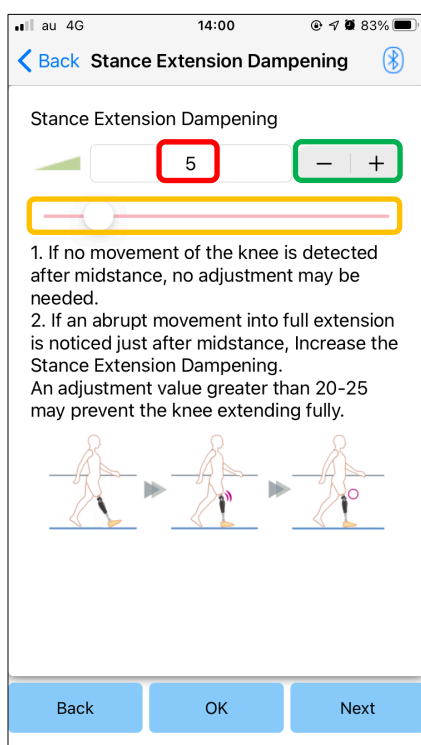 au 4G 14:00 83%
Back Stance Extension Dampening
Stance Extension Dampening
5 − +
1. If no movement of the knee is detected
after midstance, no adjustment may be
needed.
2. If an abrupt movement into full extension
is noticed just after midstance, Increase the
Stance Extension Dampening.
An adjustment value greater than 20-25
may prevent the knee extending fully.
Back OK Next